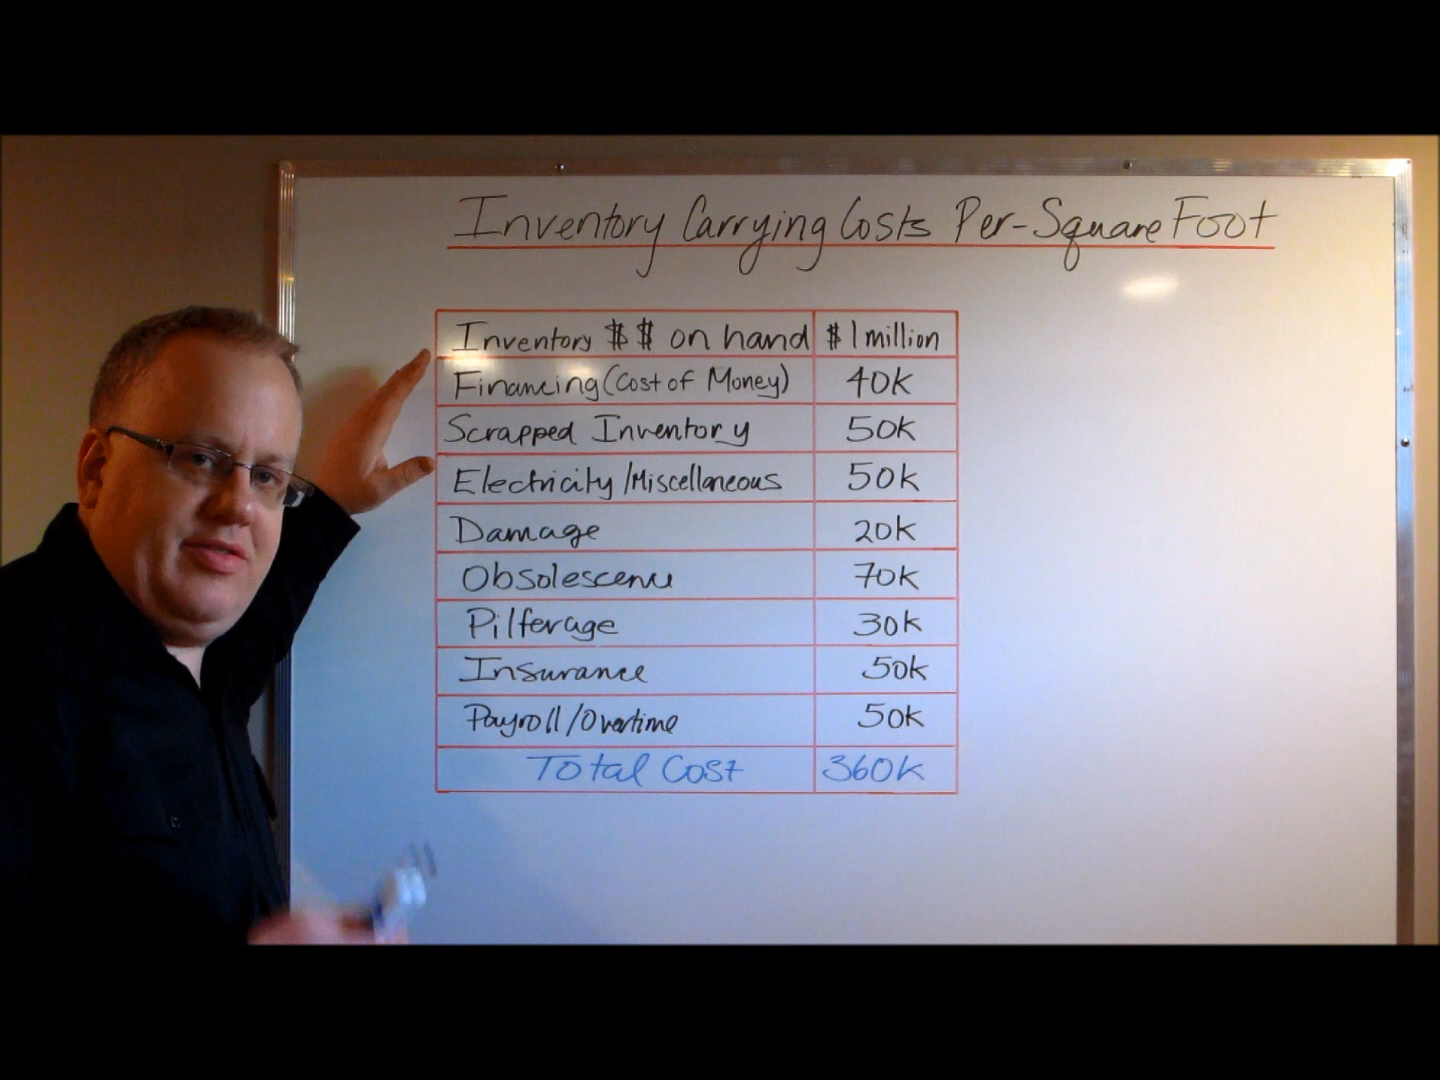 Inventory Carrying Costs Per-Square Foot
Inventory $$ on hand $1 million
Financing (Cost of Money) 40K
Scrapped Inventory 50K
Electricity/Miscellaneous 50K
Damage 20K
Obsolescence 70K
Pilferage 30K
Insurance 50K
Payroll/Overtime 50K
Total Cost 360K